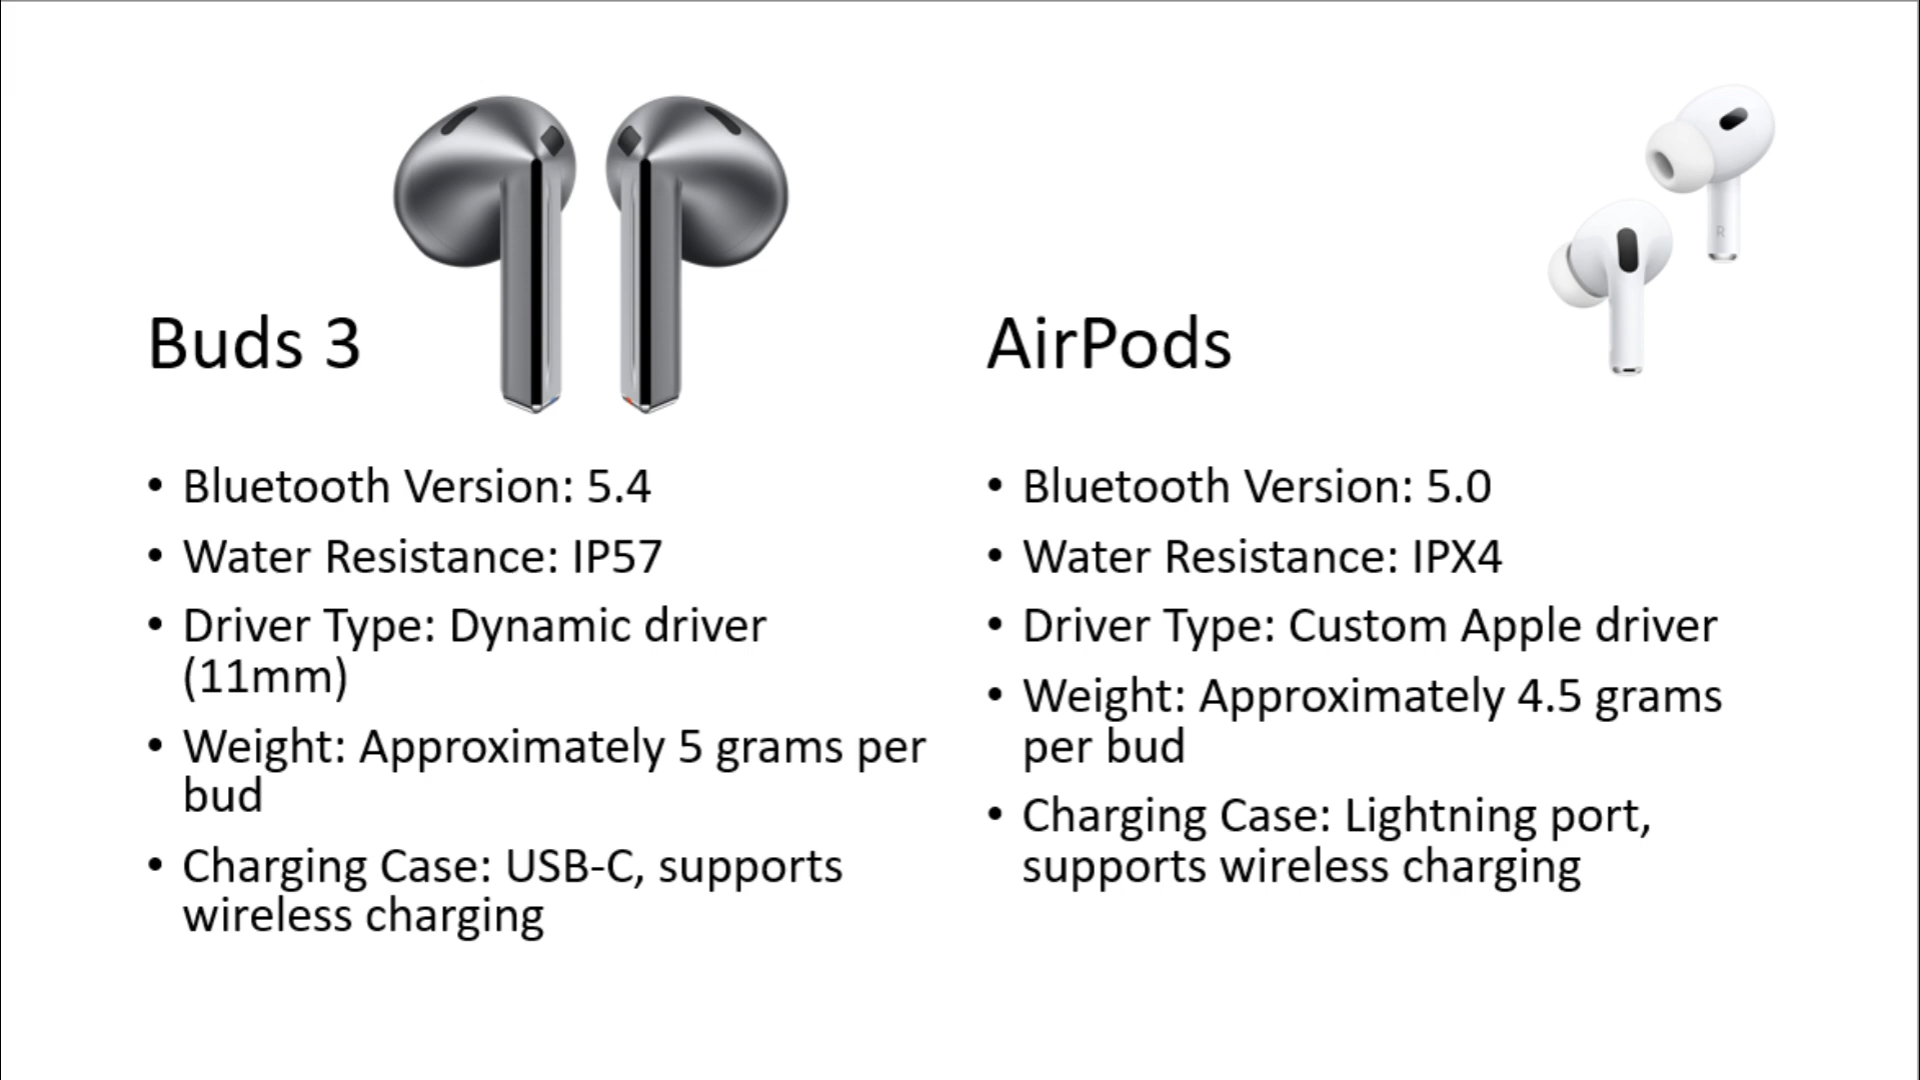 Buds 3
• Bluetooth Version: 5.4
• Water Resistance: IP57
• Driver Type: Dynamic driver
(11mm)
• Weight: Approximately 5 grams per
bud
• Charging Case: USB-C, supports
wireless charging
AirPods
• Bluetooth Version: 5.0
• Water Resistance: IPX4
• Driver Type: Custom Apple driver
• Weight: Approximately 4.5 grams
per bud
• Charging Case: Lightning port,
supports wireless charging
R